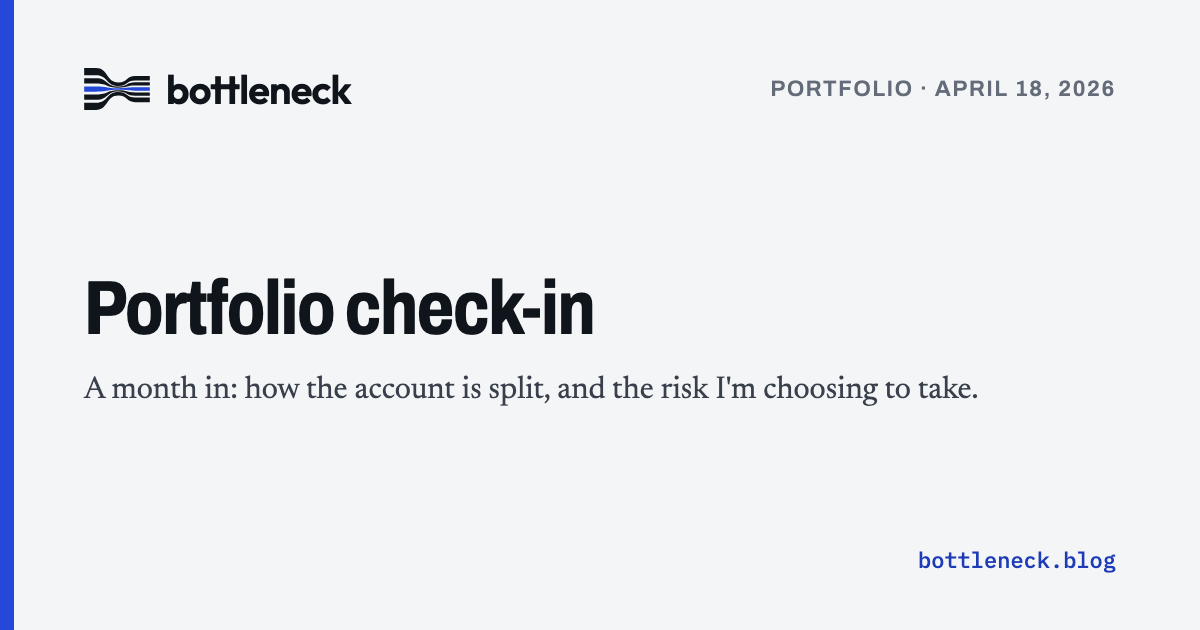 bottleneck
PORTFOLIO · APRIL 18, 2026
Portfolio check-in
A month in: how the account is split, and the risk I'm choosing to take.
bottleneck.blog